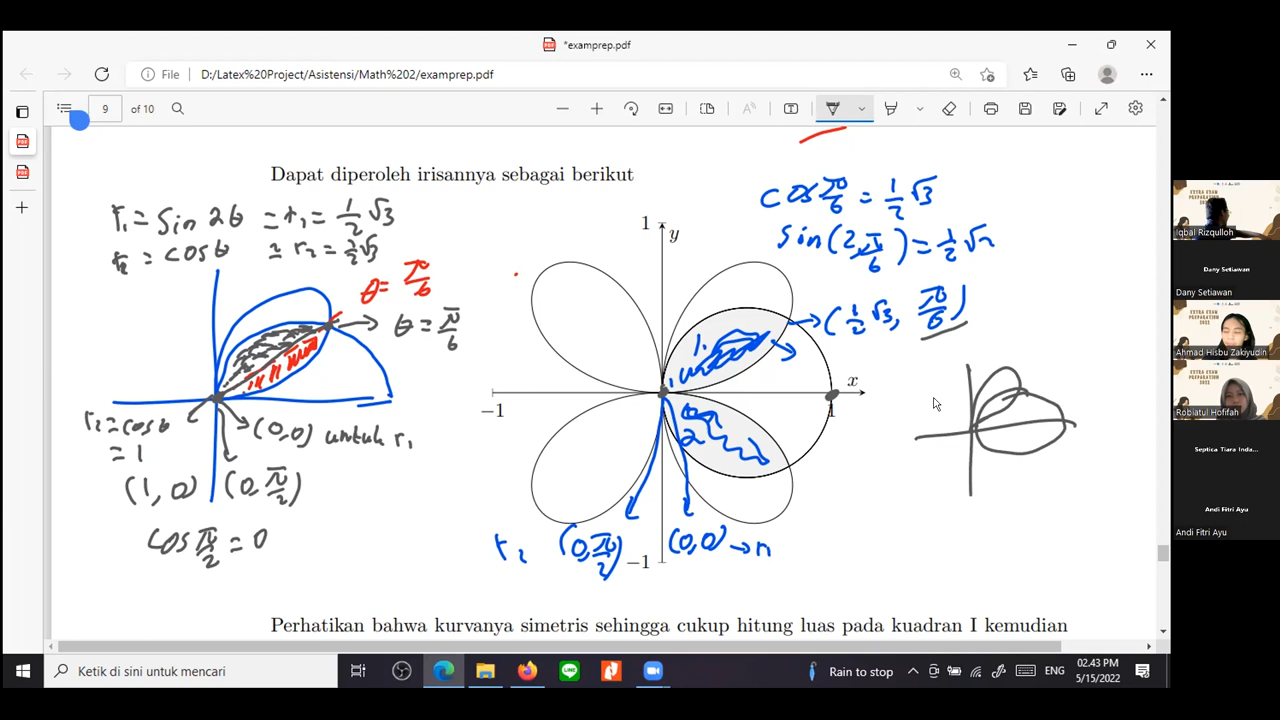 *examprep.pdf
File
D:/Latex%20Project/Asistensi/Math%202/examprep.pdf
9
of 10
Dapat diperoleh irisannya sebagai berikut
r₁ = sin 2θ = r₁ = 1/2 √3
r₂ = cos θ = r₂ = 1/2 √3
cos π/6 = 1/2 √3
sin(2·π/6) = 1/2 √2
1
y
θ = π/6
θ = π/6
(1/2 √3, π/6)
1
−1
x
1
2
r₂ = cos θ
= 1
(0,0) untuk r₁
(1, 0)
(0, π/2)
cos π/2 = 0
r₂
(0, π/2)
(0,0) → r₁
−1
Perhatikan bahwa kurvanya simetris sehingga cukup hitung luas pada kuadran I kemudian
Iqbal Rizqulloh
Dany Setiawan
Dany Setiawan
Ahmad Hisbu Zakiyudin
Robiatul Hofifah
Septica Tiara Inda...
Andi Fitri Ayu
Andi Fitri Ayu
Ketik di sini untuk mencari
Rain to stop
ENG
02.43 PM
5/15/2022